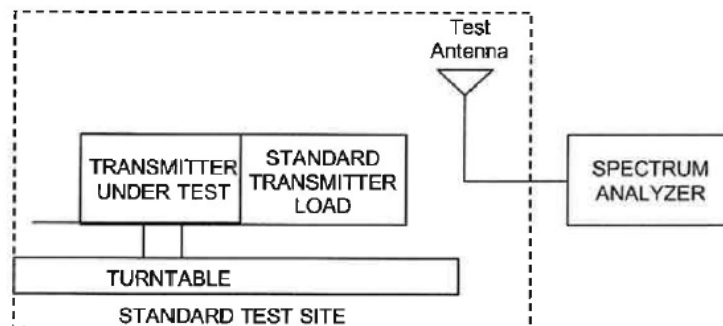 Test
Antenna
TRANSMITTER
UNDER TEST
STANDARD
TRANSMITTER
LOAD
SPECTRUM
ANALYZER
TURNTABLE
STANDARD TEST SITE